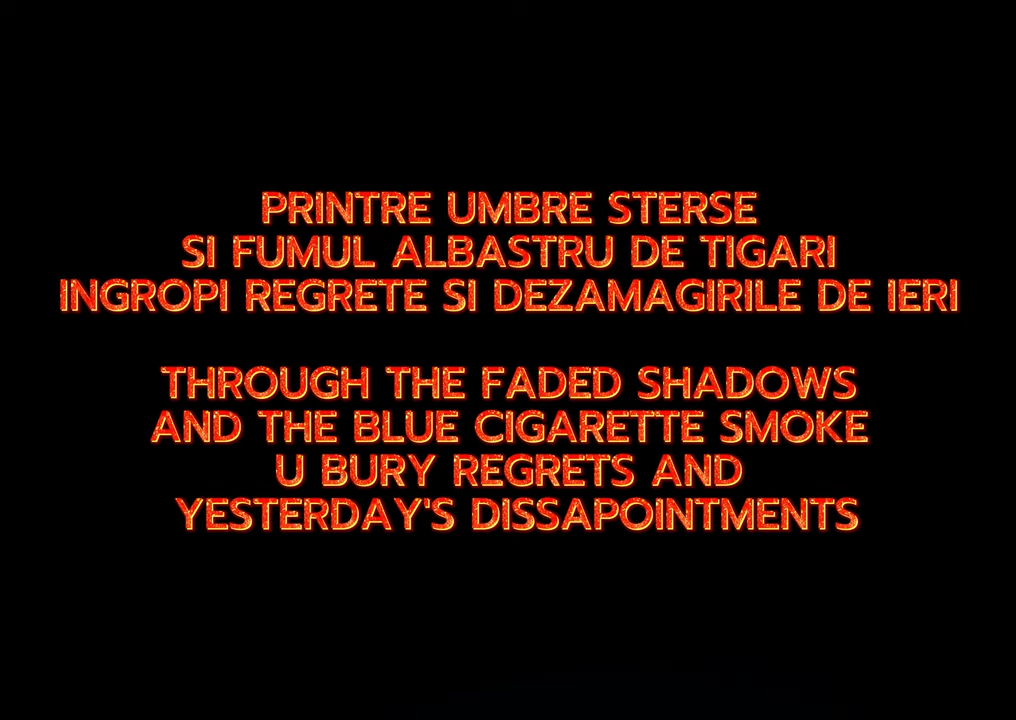 PRINTRE UMBRE STERSE
SI FUMUL ALBASTRU DE TIGARI
INGROPI REGRETE SI DEZAMAGIRILE DE IERI
THROUGH THE FADED SHADOWS
AND THE BLUE CIGARETTE SMOKE
U BURY REGRETS AND
YESTERDAY'S DISSAPOINTMENTS